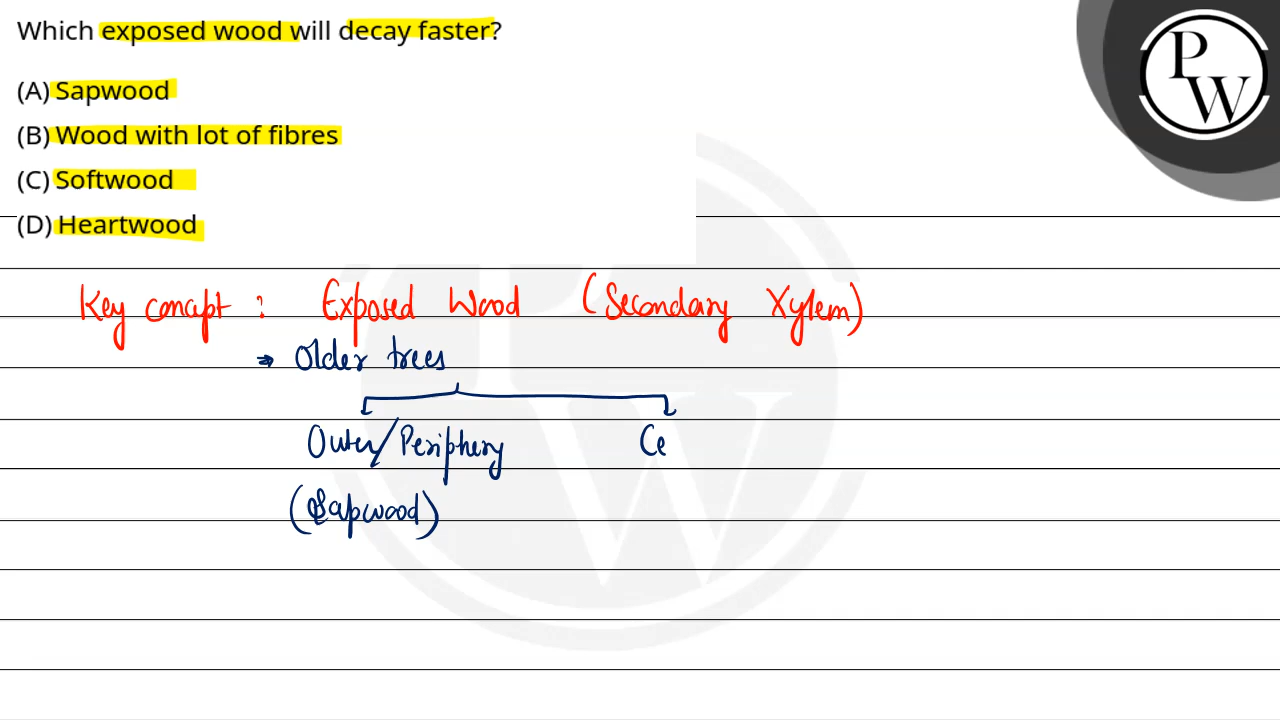 Which exposed wood will decay faster?
(A) Sapwood
(B) Wood with lot of fibres
(C) Softwood
(D) Heartwood
P
W
Key concept : Exposed Wood (Secondary Xylem)
→ Older trees
Outer/Periphery Ce
(Sapwood)